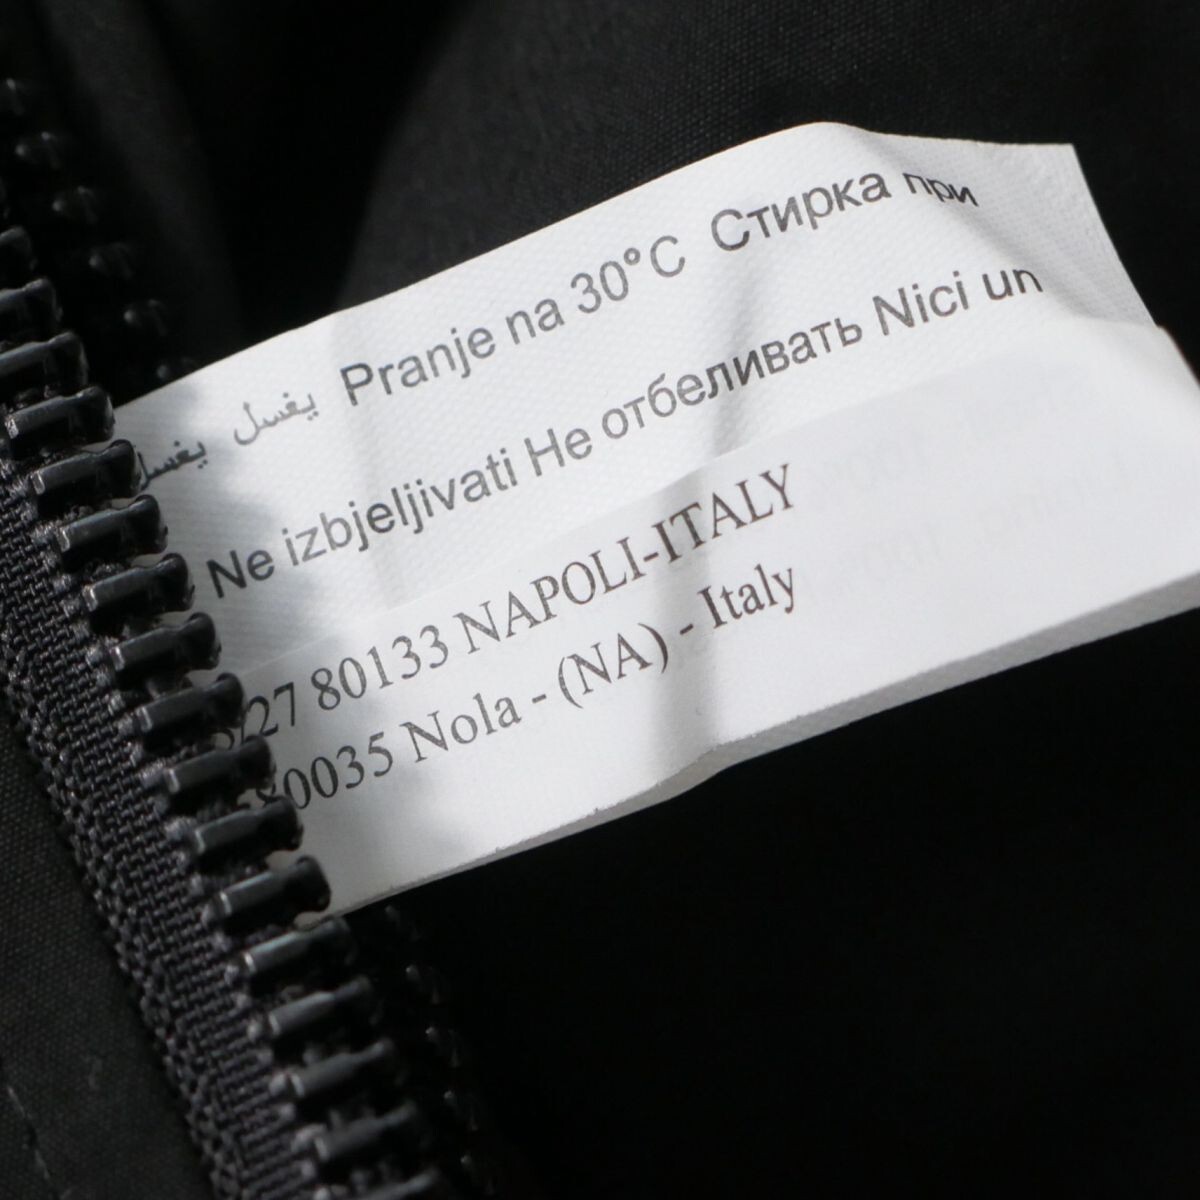 يغسل يغسل Pranje na 30°C Стирка при
Ne izbjeljivati Не отбеливать Nici un
27 80133 NAPOLI-ITALY
80035 Nola - (NA) - Italy